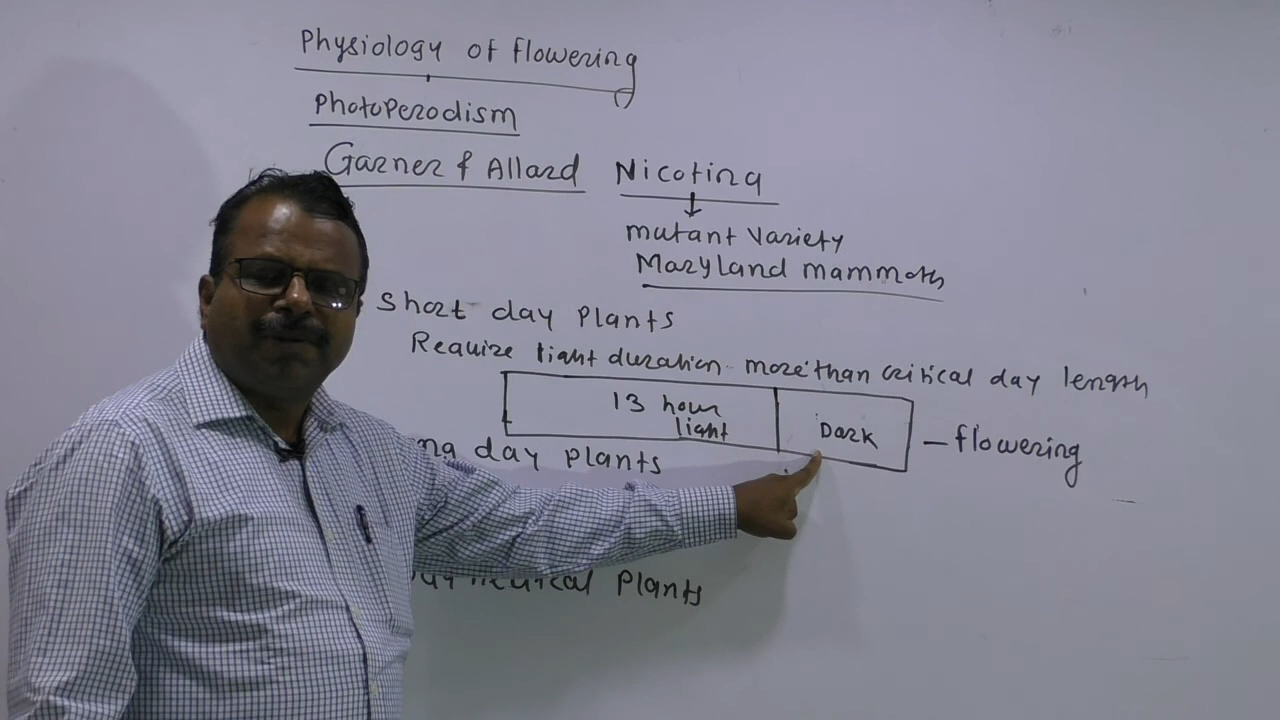 Physiology of flowering
PhotoPerodism
Garner & Allard Nicotina
mutant variety
Maryland mammoth
Short day Plants
Require light duration more than critical day length
13 hour
light
Dark
– flowering
day Plants
Plants